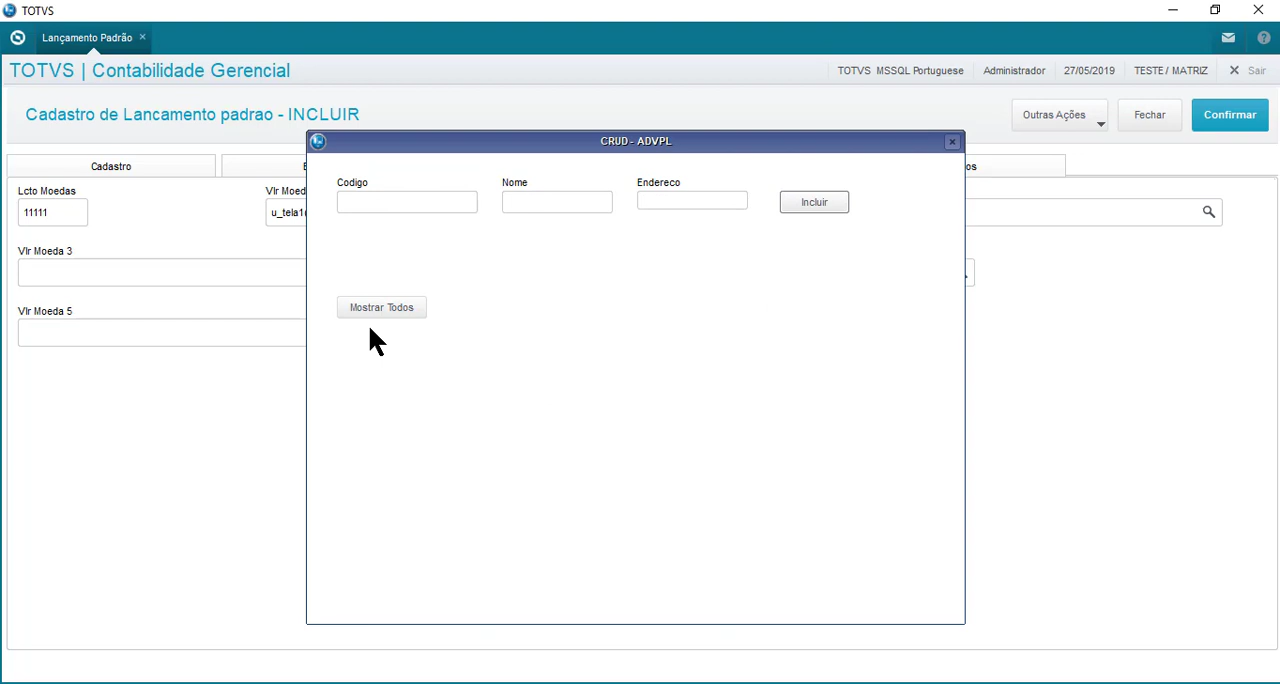 TOTVS
Lançamento Padrão ×
TOTVS | Contabilidade Gerencial
TOTVS MSSQL Portuguese
Administrador
27/05/2019
TESTE / MATRIZ
Sair
Cadastro de Lancamento padrao - INCLUIR
Outras Ações
Fechar
Confirmar
CRUD - ADVPL
Cadastro
os
Lcto Moedas
Vlr Moed
11111
u_tela1(
Codigo
Nome
Endereco
Incluir
Vlr Moeda 3
Mostrar Todos
Vlr Moeda 5